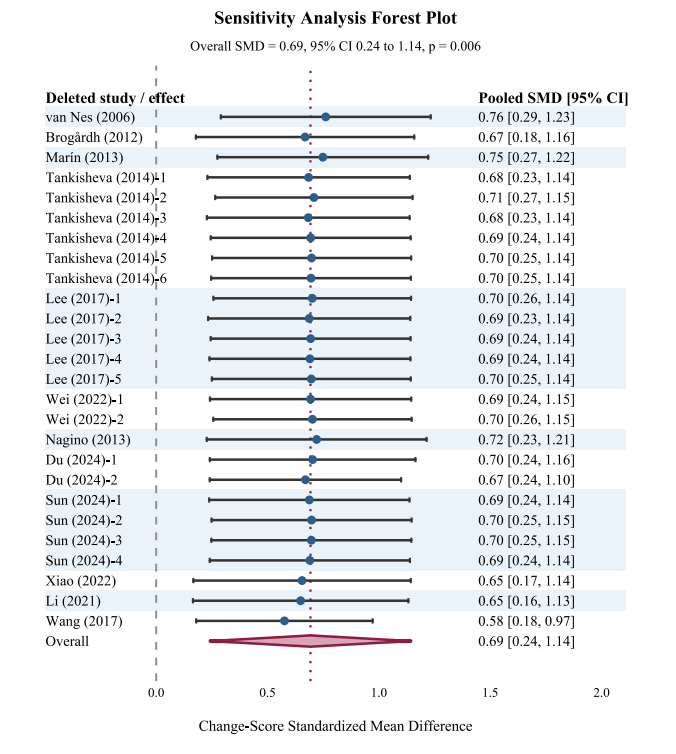 Sensitivity Analysis Forest Plot
Overall SMD = 0.69, 95% CI 0.24 to 1.14, p = 0.006
Deleted study / effect Pooled SMD [95% CI]
van Nes (2006) 0.76 [0.29, 1.23]
Brogårdh (2012) 0.67 [0.18, 1.16]
Marín (2013) 0.75 [0.27, 1.22]
Tankisheva (2014)-1 0.68 [0.23, 1.14]
Tankisheva (2014)-2 0.71 [0.27, 1.15]
Tankisheva (2014)-3 0.68 [0.23, 1.14]
Tankisheva (2014)-4 0.69 [0.24, 1.14]
Tankisheva (2014)-5 0.70 [0.25, 1.14]
Tankisheva (2014)-6 0.70 [0.25, 1.14]
Lee (2017)-1 0.70 [0.26, 1.14]
Lee (2017)-2 0.69 [0.23, 1.14]
Lee (2017)-3 0.69 [0.24, 1.14]
Lee (2017)-4 0.69 [0.24, 1.14]
Lee (2017)-5 0.70 [0.25, 1.14]
Wei (2022)-1 0.69 [0.24, 1.15]
Wei (2022)-2 0.70 [0.26, 1.15]
Nagino (2013) 0.72 [0.23, 1.21]
Du (2024)-1 0.70 [0.24, 1.16]
Du (2024)-2 0.67 [0.24, 1.10]
Sun (2024)-1 0.69 [0.24, 1.14]
Sun (2024)-2 0.70 [0.25, 1.15]
Sun (2024)-3 0.70 [0.25, 1.15]
Sun (2024)-4 0.69 [0.24, 1.14]
Xiao (2022) 0.65 [0.17, 1.14]
Li (2021) 0.65 [0.16, 1.13]
Wang (2017) 0.58 [0.18, 0.97]
Overall 0.69 [0.24, 1.14]
0.0 0.5 1.0 1.5 2.0
Change-Score Standardized Mean Difference